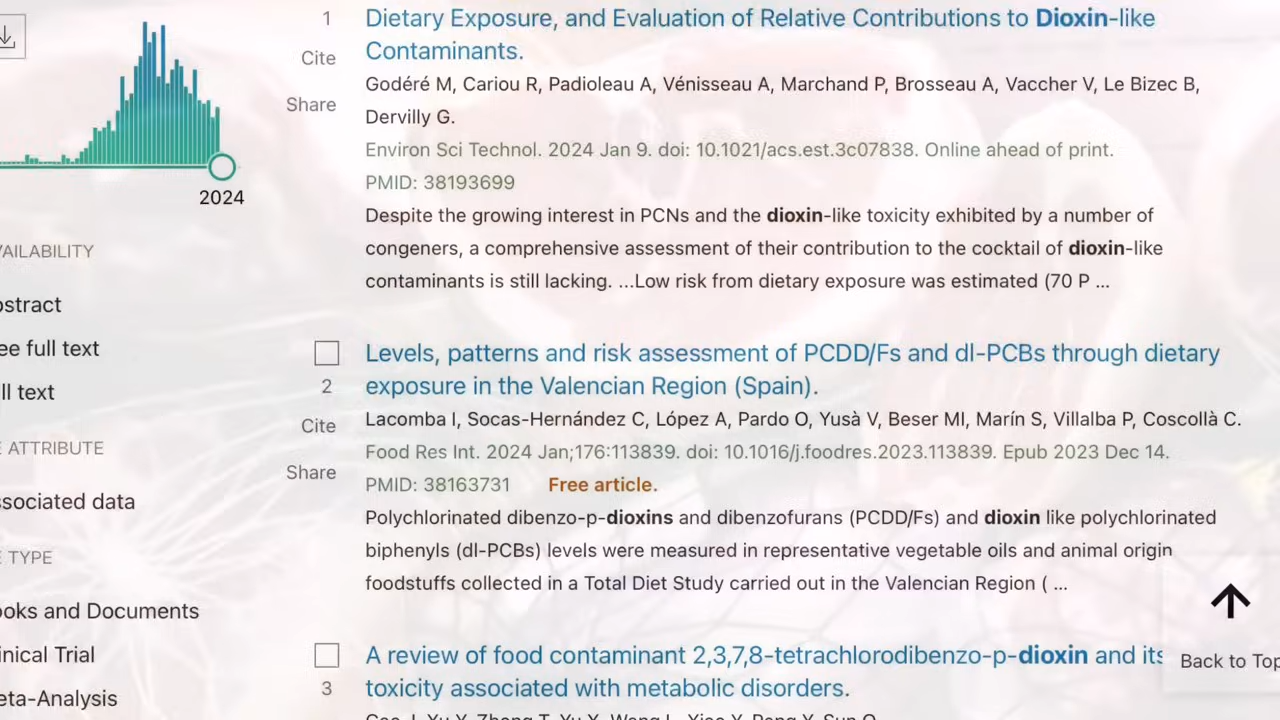 1
Dietary Exposure, and Evaluation of Relative Contributions to Dioxin-like
Contaminants.
Cite
Share
Godéré M, Cariou R, Padioleau A, Vénisseau A, Marchand P, Brosseau A, Vaccher V, Le Bizec B,
Dervilly G.
Environ Sci Technol. 2024 Jan 9. doi: 10.1021/acs.est.3c07838. Online ahead of print.
PMID: 38193699
Despite the growing interest in PCNs and the dioxin-like toxicity exhibited by a number of
congeners, a comprehensive assessment of their contribution to the cocktail of dioxin-like
contaminants is still lacking. ...Low risk from dietary exposure was estimated (70 P ...
2024
VAILABILITY
ostract
ee full text
ll text
E ATTRIBUTE
ssociated data
E TYPE
ooks and Documents
inical Trial
eta-Analysis
Levels, patterns and risk assessment of PCDD/Fs and dl-PCBs through dietary
2
exposure in the Valencian Region (Spain).
Cite
Share
Lacomba I, Socas-Hernández C, López A, Pardo O, Yusà V, Beser MI, Marín S, Villalba P, Coscollà C.
Food Res Int. 2024 Jan;176:113839. doi: 10.1016/j.foodres.2023.113839. Epub 2023 Dec 14.
PMID: 38163731 Free article.
Polychlorinated dibenzo-p-dioxins and dibenzofurans (PCDD/Fs) and dioxin like polychlorinated
biphenyls (dl-PCBs) levels were measured in representative vegetable oils and animal origin
foodstuffs collected in a Total Diet Study carried out in the Valencian Region ( ...
A review of food contaminant 2,3,7,8-tetrachlorodibenzo-p-dioxin and its
3
toxicity associated with metabolic disorders.
Back to Top